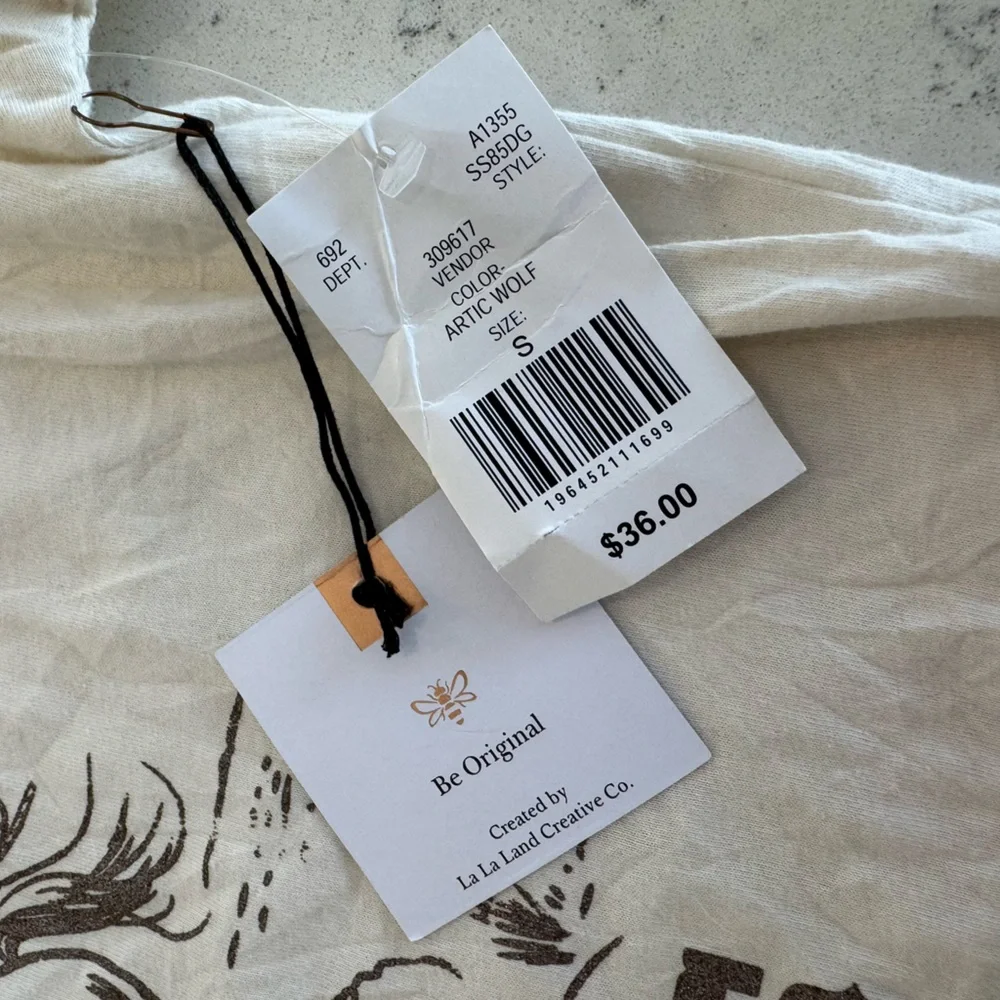 A1355
SS85DG
STYLE:
692
DEPT.
309617
VENDOR
COLOR-
ARTIC WOLF
SIZE:
S
196452111699
$36.00
Be Original
Created by
La La Land Creative Co.